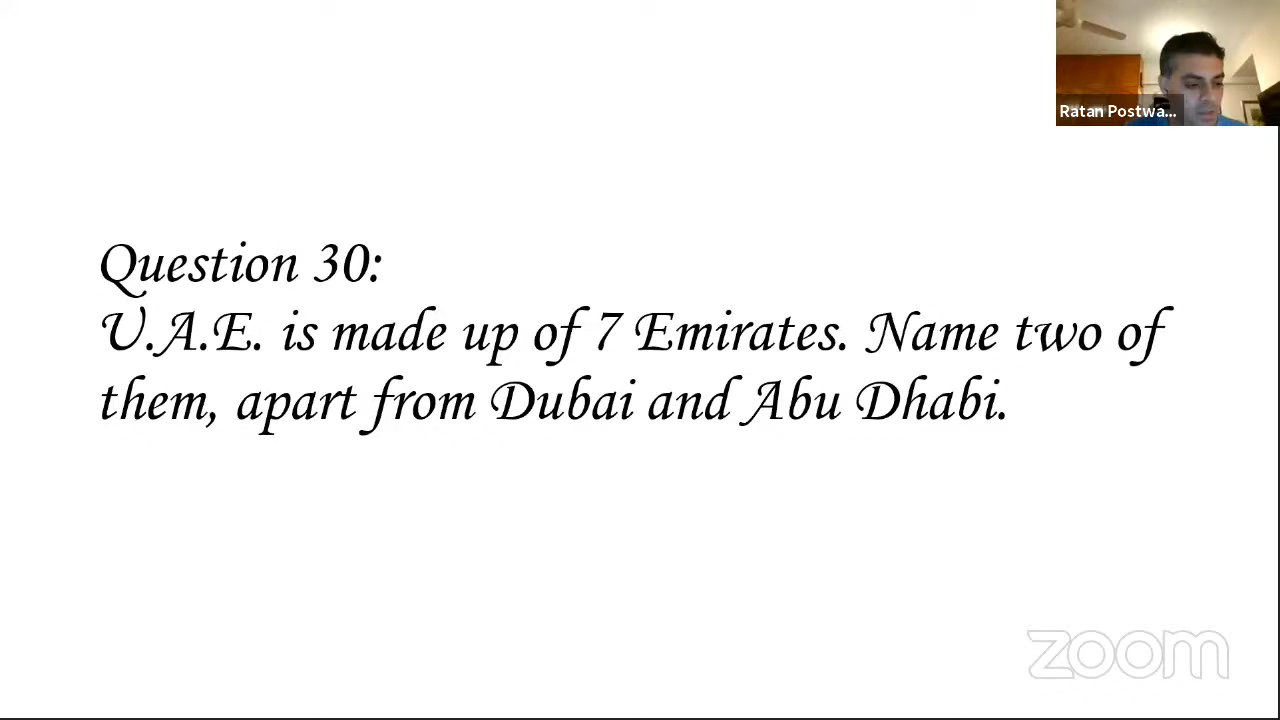 Ratan Postwa...
Question 30:
U.A.E. is made up of 7 Emirates. Name two of
them, apart from Dubai and Abu Dhabi.
zoom